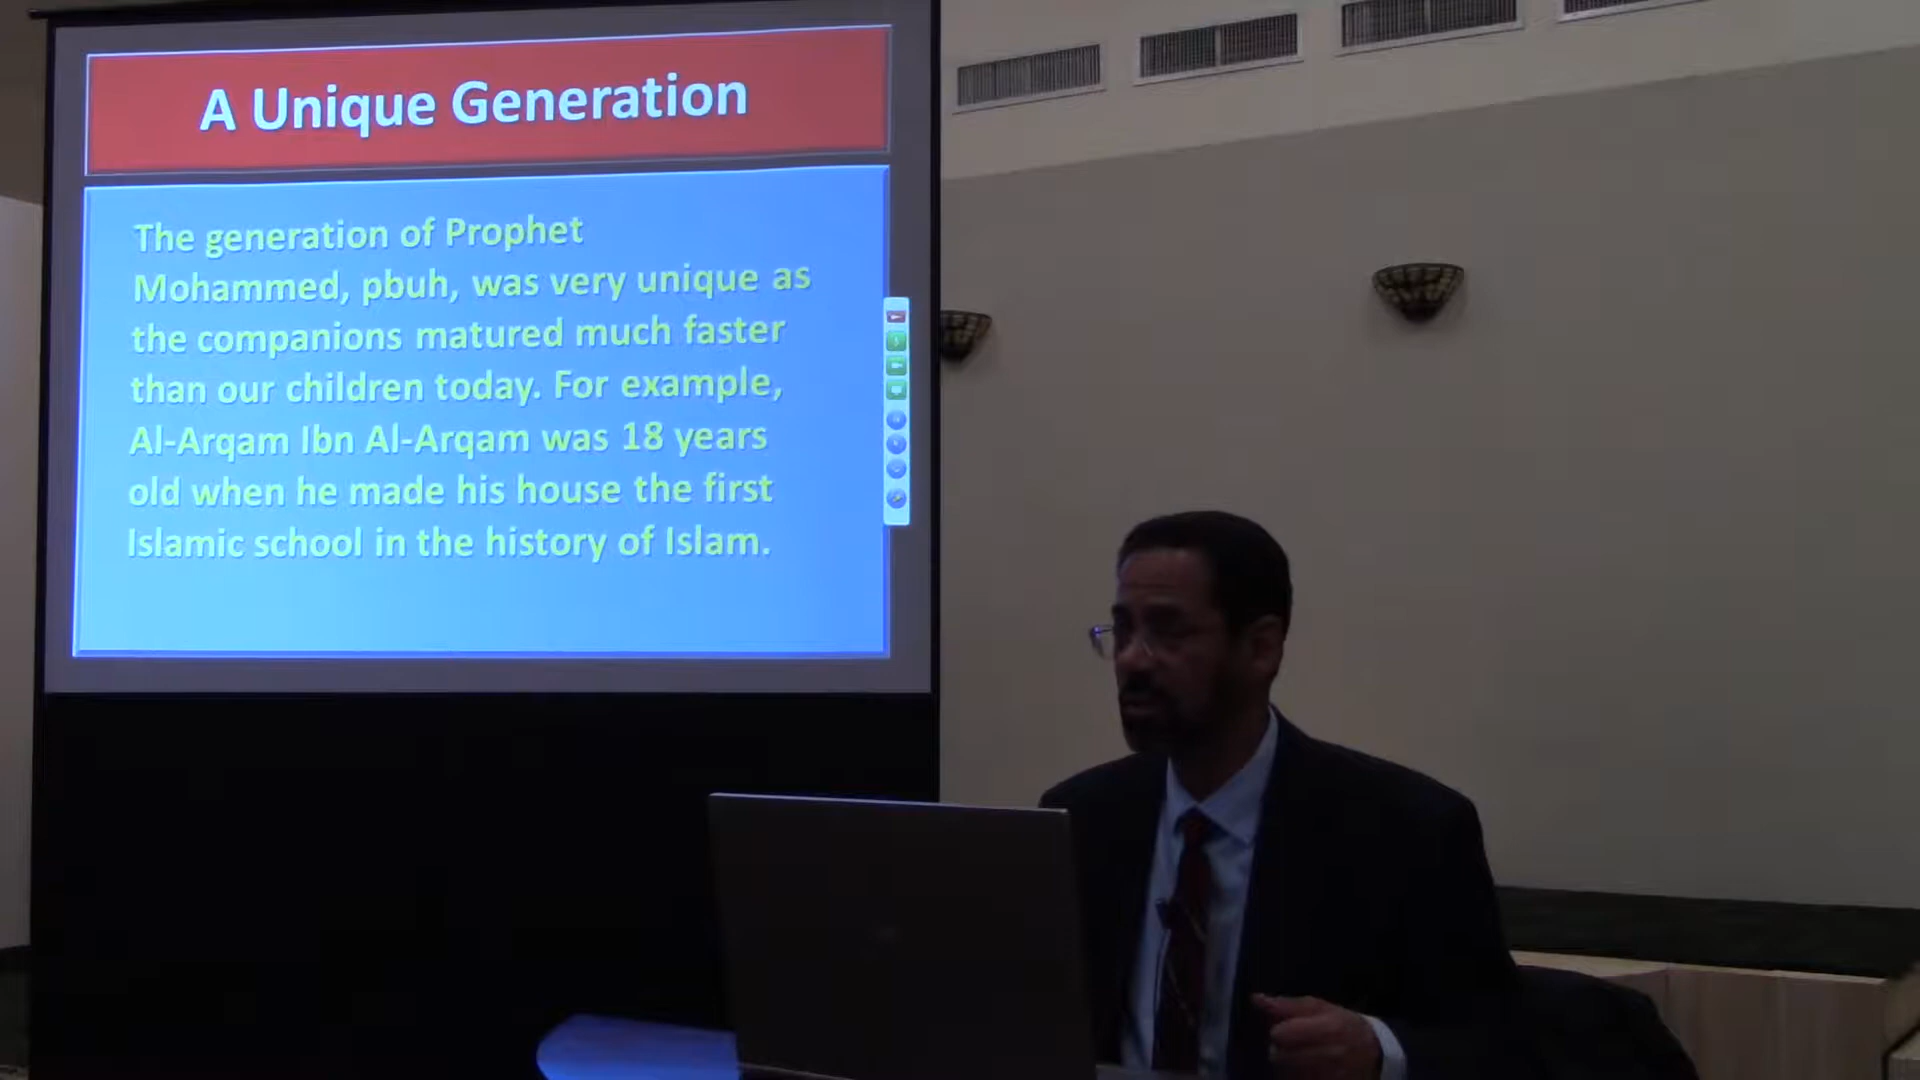 A Unique Generation
The generation of Prophet
Mohammed, pbuh, was very unique as
the companions matured much faster
than our children today. For example,
Al-Arqam Ibn Al-Arqam was 18 years
old when he made his house the first
Islamic school in the history of Islam.